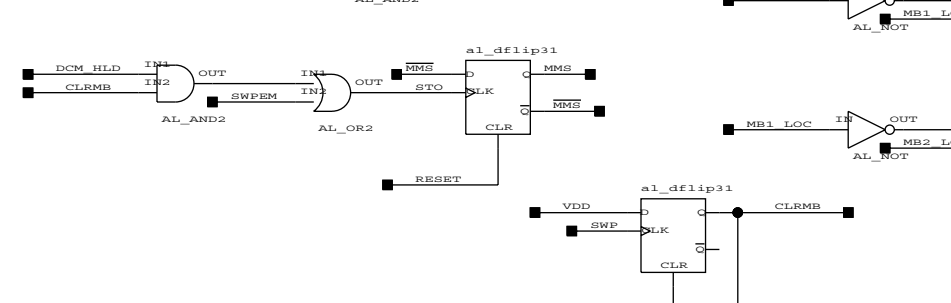 AL_AND2
MB1_L
AL_NOT
al_dflip31
DCM_HLD
IN1
OUT
CLRMB
IN2
SWPEM
AL_AND2
IN1
OUT
IN2
STO
AL_OR2
MMS
D
Q
MMS
CLK
Q
MMS
CLR
RESET
MB1_LOC
IN
OUT
MB2_L
AL_NOT
al_dflip31
VDD
D
Q
CLRMB
SWP
CLK
Q
CLR